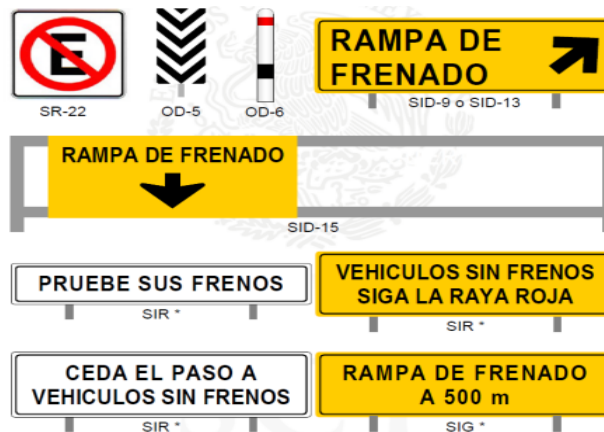 E
SR-22
OD-5
OD-6
RAMPA DE
FRENADO
SID-9 o SID-13
RAMPA DE FRENADO
SID-15
PRUEBE SUS FRENOS
SIR *
VEHICULOS SIN FRENOS
SIGA LA RAYA ROJA
SIR *
CEDA EL PASO A
VEHICULOS SIN FRENOS
SIR *
RAMPA DE FRENADO
A 500 m
SIG *